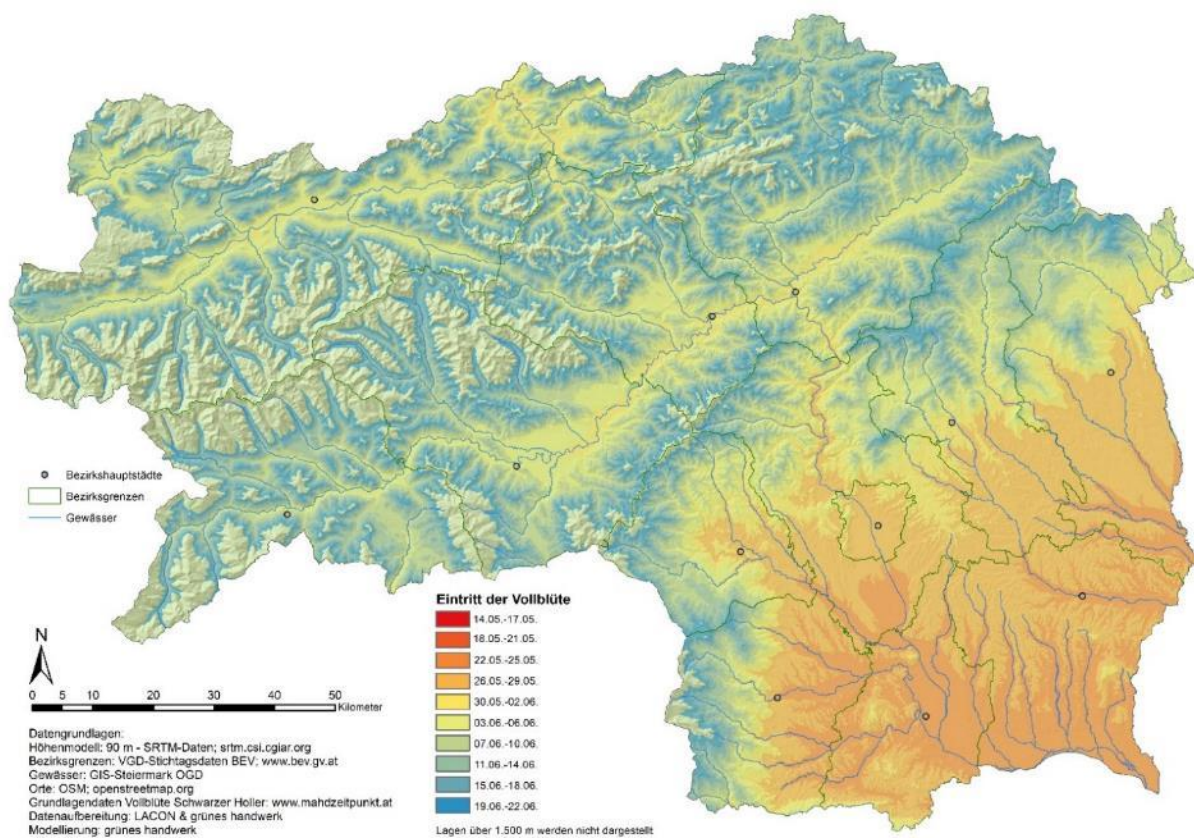 Bezirkshauptstädte
Bezirksgrenzen
Gewässer
N
0 5 10 20 30 40 50
Kilometer
Datengrundlagen:
Höhenmodell: 90 m - SRTM-Daten; srtm.csi.cgiar.org
Bezirksgrenzen: VGD-Stichtagsdaten BEV; www.bev.gv.at
Gewässer: GIS-Steiermark OGD
Orte: OSM; openstreetmap.org
Grundlagendaten Vollblüte Schwarzer Holler: www.mahdzeitpunkt.at
Datenaufbereitung: LACON & grünes handwerk
Modellierung: grünes handwerk
Eintritt der Vollblüte
14.05.-17.05.
18.05.-21.05.
22.05.-25.05.
26.05.-29.05.
30.05.-02.06.
03.06.-06.06.
07.06.-10.06.
11.06.-14.06.
15.06.-18.06.
19.06.-22.06.
Lagen über 1.500 m werden nicht dargestellt